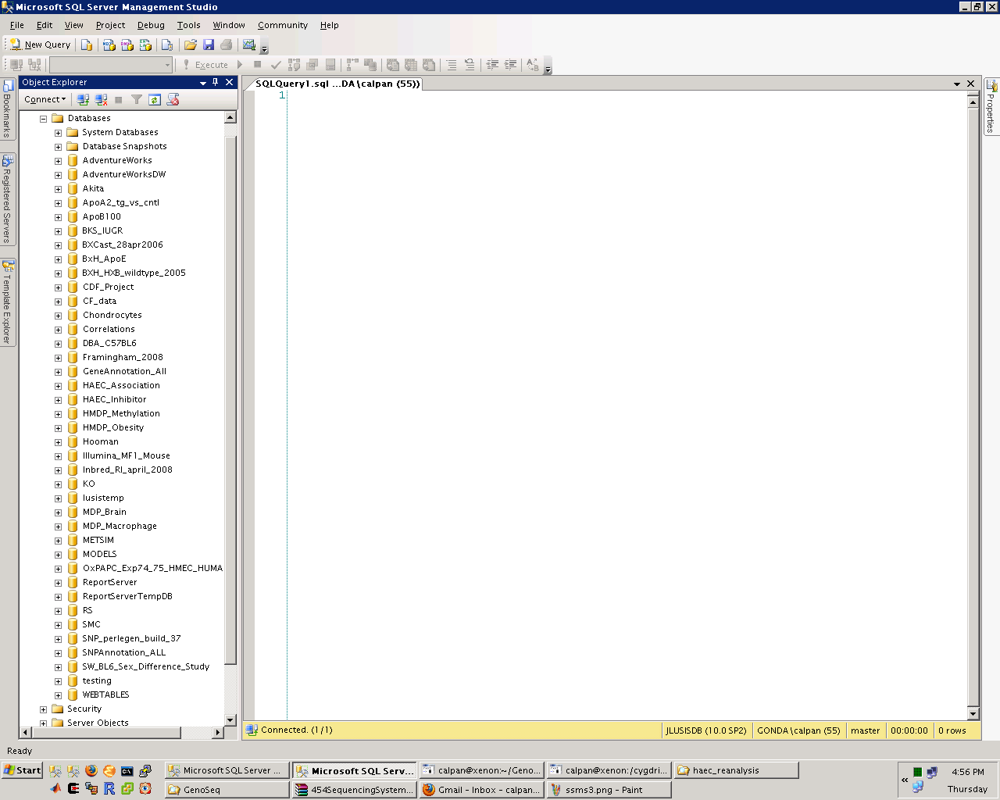 Microsoft SQL Server Management Studio
File Edit View Project Debug Tools Window Community Help
New Query
Execute
Object Explorer
SQLQuery1.sql ...DA\calpan (55))
Connect
1
Bookmarks
Registered Servers
Template Explorer
Properties
Databases
System Databases
Database Snapshots
AdventureWorks
AdventureWorksDW
Akita
ApoA2_tg_vs_cntl
ApoB100
BKS_IUGR
BXCast_28apr2006
BxH_ApoE
BXH_HXB_wildtype_2005
CDF_Project
CF_data
Chondrocytes
Correlations
DBA_C57BL6
Framingham_2008
GeneAnnotation_All
HAEC_Association
HAEC_Inhibitor
HMDP_Methylation
HMDP_Obesity
Hooman
Illumina_MF1_Mouse
Inbred_RI_april_2008
KO
lusistemp
MDP_Brain
MDP_Macrophage
METSIM
MODELS
OxPAPC_Exp74_75_HMEC_HUMA
ReportServer
ReportServerTempDB
RS
SMC
SNP_perlegen_build_37
SNPAnnotation_ALL
SW_BL6_Sex_Difference_Study
testing
WEBTABLES
Security
Server Objects
Connected. (1/1) JLUSISDB (10.0 SP2) GONDA\calpan (55) master 00:00:00 0 rows
Ready
Start Microsoft SQL Server ... Microsoft SQL Serv... calpan@xenon:~/Geno... calpan@xenon:/cygdri... haec_reanalysis 4:56 PM
GenoSeq 454SequencingSystem... Gmail - Inbox - calpan... ssms3.png - Paint Thursday